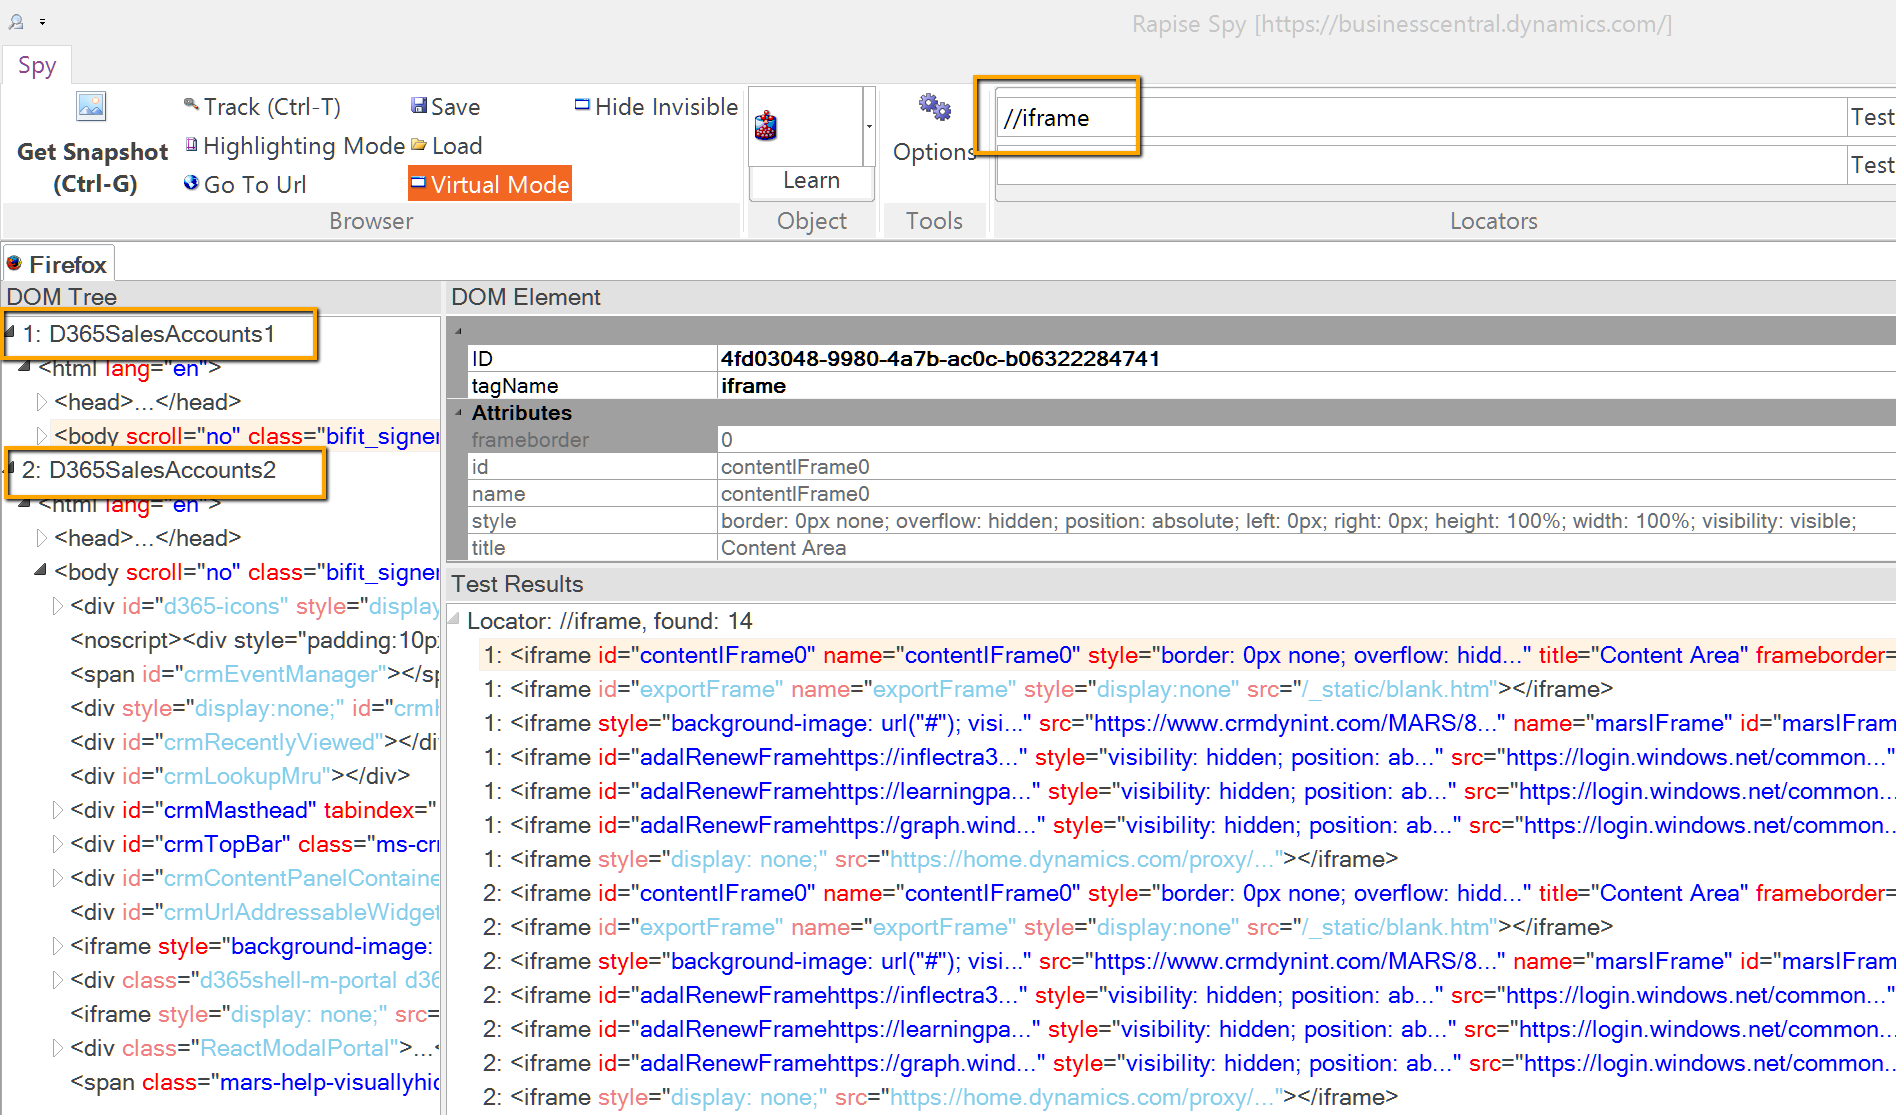 Rapise Spy [https://businesscentral.dynamics.com/]
Spy
Get Snapshot
(Ctrl-G)
Track (Ctrl-T)
Highlighting Mode
Go To Url
Save
Load
Virtual Mode
Hide Invisible
Browser
Learn
Object
Options
Tools
//iframe
Test
Test
Locators
Firefox
DOM Tree
1: D365SalesAccounts1
<html lang="en">
<head>...</head>
<body scroll="no" class="bifit_signer
2: D365SalesAccounts2
<html lang="en">
<head>...</head>
<body scroll="no" class="bifit_signer
<div id="d365-icons" style="display
<noscript><div style="padding:10px
<span id="crmEventManager"></sp
<div style="display:none;" id="crm
<div id="crmRecentlyViewed"></di
<div id="crmLookupMru"></div>
<div id="crmMasthead" tabindex="
<div id="crmTopBar" class="ms-cr
<div id="crmContentPanelContaine
<div id="crmUrlAddressableWidget
<iframe style="background-image:
<div class="d365shell-m-portal d36
<iframe style="display: none;" src=
<div class="ReactModalPortal">...<
<span class="mars-help-visuallyhid
DOM Element
ID 4fd03048-9980-4a7b-ac0c-b06322284741
tagName iframe
Attributes
frameborder 0
id contentIFrame0
name contentIFrame0
style border: 0px none; overflow: hidden; position: absolute; left: 0px; right: 0px; height: 100%; width: 100%; visibility: visible;
title Content Area
Test Results
Locator: //iframe, found: 14
1: <iframe id="contentIFrame0" name="contentIFrame0" style="border: 0px none; overflow: hidd..." title="Content Area" frameborder=
1: <iframe id="exportFrame" name="exportFrame" style="display:none" src="/_static/blank.htm"></iframe>
1: <iframe style="background-image: url("#"); visi..." src="https://www.crmdynint.com/MARS/8..." name="marsIFrame" id="marsIFram
1: <iframe id="adalRenewFramehttps://inflectra3..." style="visibility: hidden; position: ab..." src="https://login.windows.net/common..."
1: <iframe id="adalRenewFramehttps://learningpa..." style="visibility: hidden; position: ab..." src="https://login.windows.net/common...
1: <iframe id="adalRenewFramehttps://graph.wind..." style="visibility: hidden; position: ab..." src="https://login.windows.net/common..
1: <iframe style="display: none;" src="https://home.dynamics.com/proxy/..."></iframe>
2: <iframe id="contentIFrame0" name="contentIFrame0" style="border: 0px none; overflow: hidd..." title="Content Area" frameborder=
2: <iframe id="exportFrame" name="exportFrame" style="display:none" src="/_static/blank.htm"></iframe>
2: <iframe style="background-image: url("#"); visi..." src="https://www.crmdynint.com/MARS/8..." name="marsIFrame" id="marsIFram
2: <iframe id="adalRenewFramehttps://inflectra3..." style="visibility: hidden; position: ab..." src="https://login.windows.net/common..."
2: <iframe id="adalRenewFramehttps://learningpa..." style="visibility: hidden; position: ab..." src="https://login.windows.net/common...
2: <iframe id="adalRenewFramehttps://graph.wind..." style="visibility: hidden; position: ab..." src="https://login.windows.net/common..
2: <iframe style="display: none;" src="https://home.dynamics.com/proxy/..."></iframe>